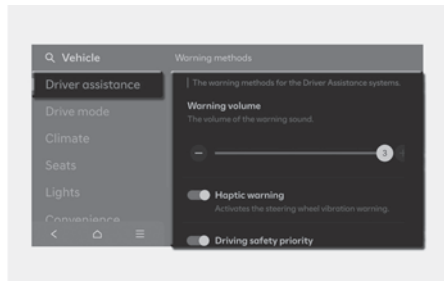 Vehicle
Warning methods
Driver assistance
The warning methods for the Driver Assistance systems.
Drive mode
Warning volume
The volume of the warning sound.
Climate
3
Seats
Haptic warning
Activates the steering wheel vibration warning.
Lights
Convenience
Driving safety priority